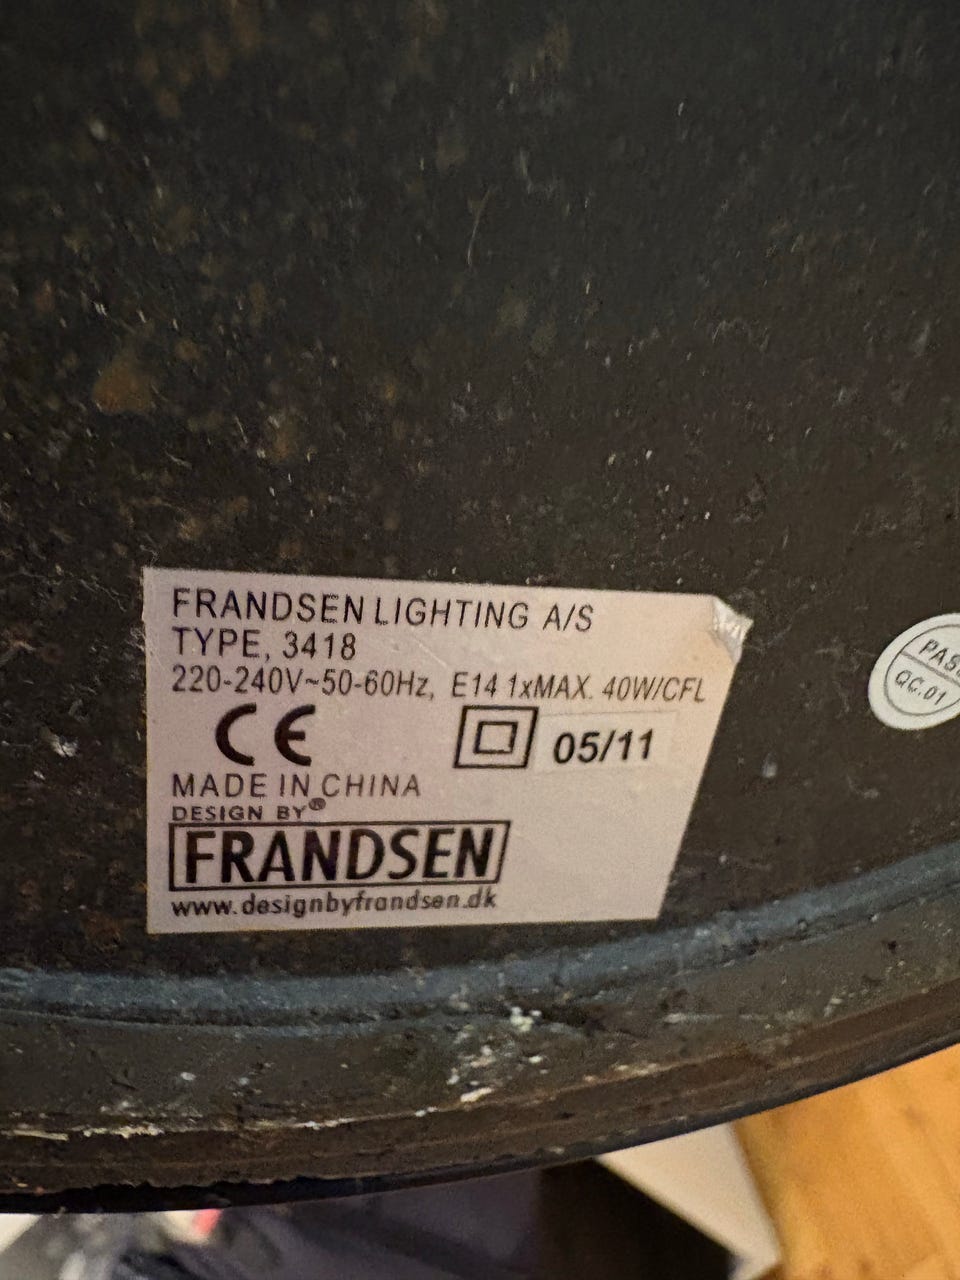 FRANDSEN LIGHTING A/S
TYPE, 3418
220-240V~50-60Hz, E14 1xMAX. 40W/CFL
CE
05/11
MADE IN CHINA
DESIGN BY®
FRANDSEN
www.designbyfrandsen.dk
QC.01